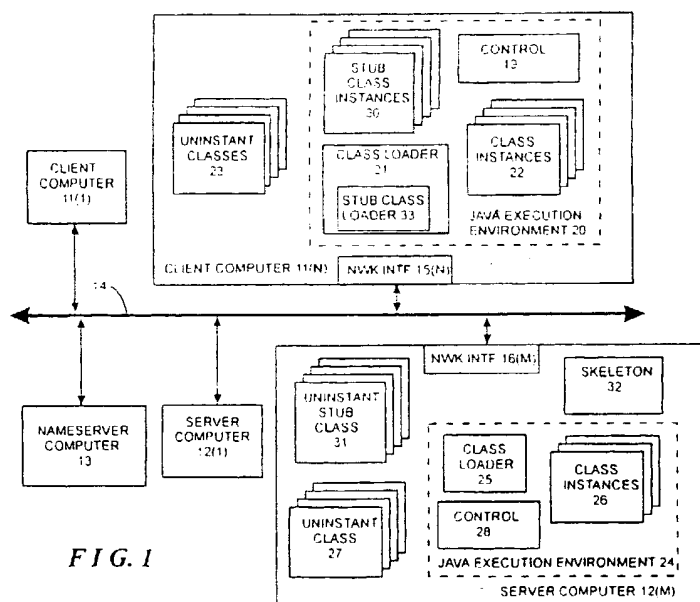 STUB
CLASS
INSTANCES
30
CONTROL
19
UNINSTANT
CLASSES
23
CLASS LOADER
21
STUB CLASS
LOADER 33
CLASS
INSTANCES
22
JAVA EXECUTION
ENVIRONMENT 20
CLIENT COMPUTER 11(N)
NWK INTF 15(N)
CLIENT
COMPUTER
11(1)
14
NAMESERVER
COMPUTER
13
SERVER
COMPUTER
12(1)
NWK INTF 16(M)
UNINSTANT
STUB
CLASS
31
SKELETON
32
UNINSTANT
CLASS
27
CLASS
LOADER
25
CONTROL
28
CLASS
INSTANCES
26
JAVA EXECUTION ENVIRONMENT 24
SERVER COMPUTER 12(M)
FIG. 1